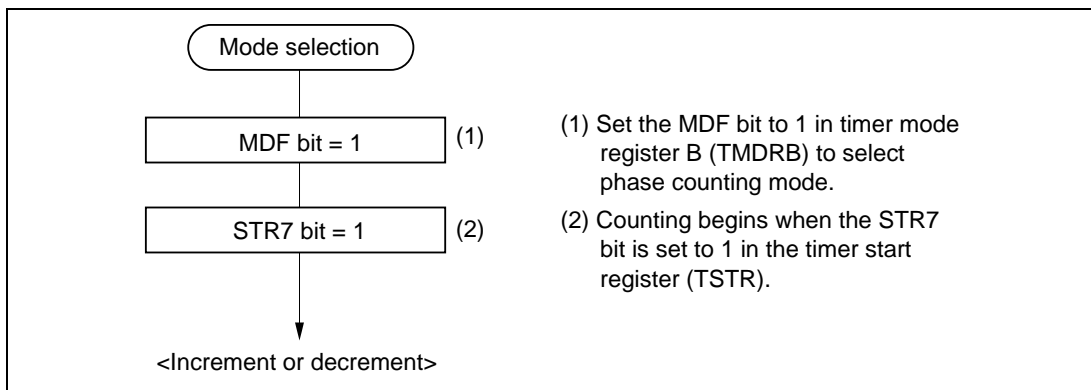 Mode selection
MDF bit = 1
(1)
STR7 bit = 1
(2)
<Increment or decrement>
(1) Set the MDF bit to 1 in timer mode
register B (TMDRB) to select
phase counting mode.
(2) Counting begins when the STR7
bit is set to 1 in the timer start
register (TSTR).